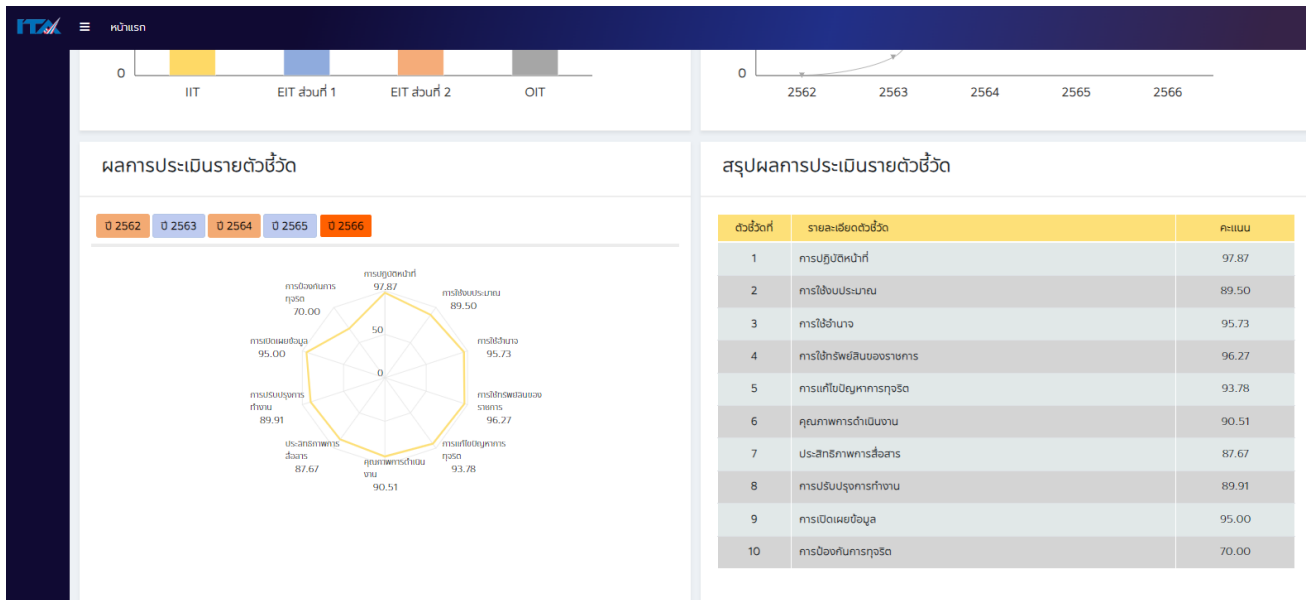 ITA
หน้าแรก
0
IIT
EIT ส่วนที่ 1
EIT ส่วนที่ 2
OIT
0
2562
2563
2564
2565
2566
ผลการประเมินรายตัวชี้วัด
ปี 2562
ปี 2563
ปี 2564
ปี 2565
ปี 2566
การปฏิบัติหน้าที่
97.87
การใช้งบประมาณ
89.50
การใช้อำนาจ
95.73
การใช้ทรัพย์สินของ
ราชการ
96.27
การแก้ไขปัญหาการ
ทุจริต
93.78
คุณภาพการดำเนิน
งาน
90.51
ประสิทธิภาพการ
สื่อสาร
87.67
การปรับปรุงการ
ทำงาน
89.91
การเปิดเผยข้อมูล
95.00
การป้องกันการ
ทุจริต
70.00
50
0
สรุปผลการประเมินรายตัวชี้วัด
ตัวชี้วัดที่ รายละเอียดตัวชี้วัด คะแนน
1 การปฏิบัติหน้าที่ 97.87
2 การใช้งบประมาณ 89.50
3 การใช้อำนาจ 95.73
4 การใช้ทรัพย์สินของราชการ 96.27
5 การแก้ไขปัญหาการทุจริต 93.78
6 คุณภาพการดำเนินงาน 90.51
7 ประสิทธิภาพการสื่อสาร 87.67
8 การปรับปรุงการทำงาน 89.91
9 การเปิดเผยข้อมูล 95.00
10 การป้องกันการทุจริต 70.00